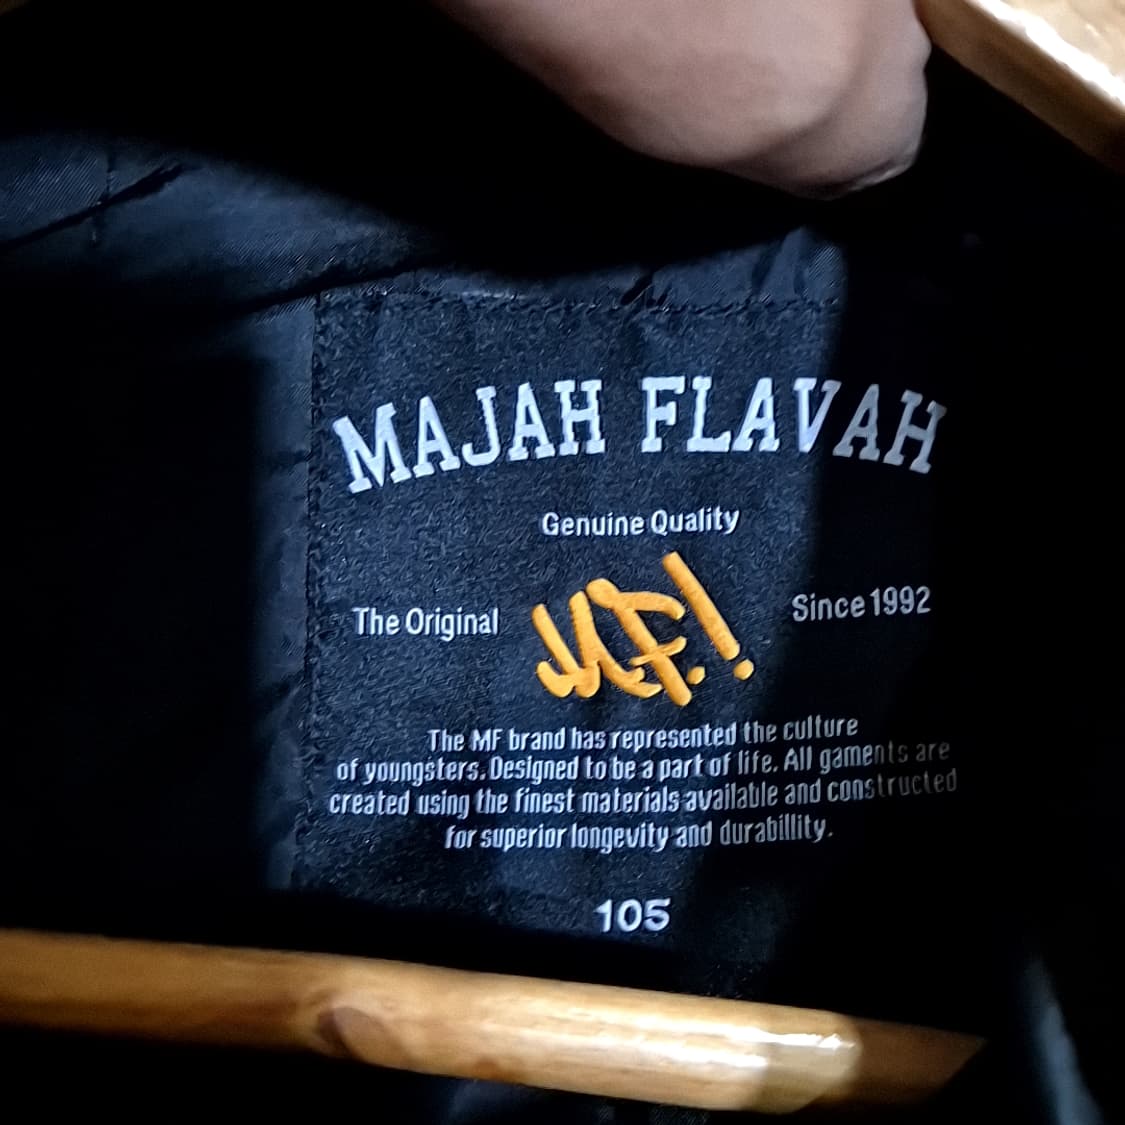 MAJAH FLAVAH
Genuine Quality
The Original
MF.!
Since 1992
The MF brand has represented the culture
of youngsters. Designed to be a part of life. All gaments are
created using the finest materials available and constructed
for superior longevity and durabillity.
105